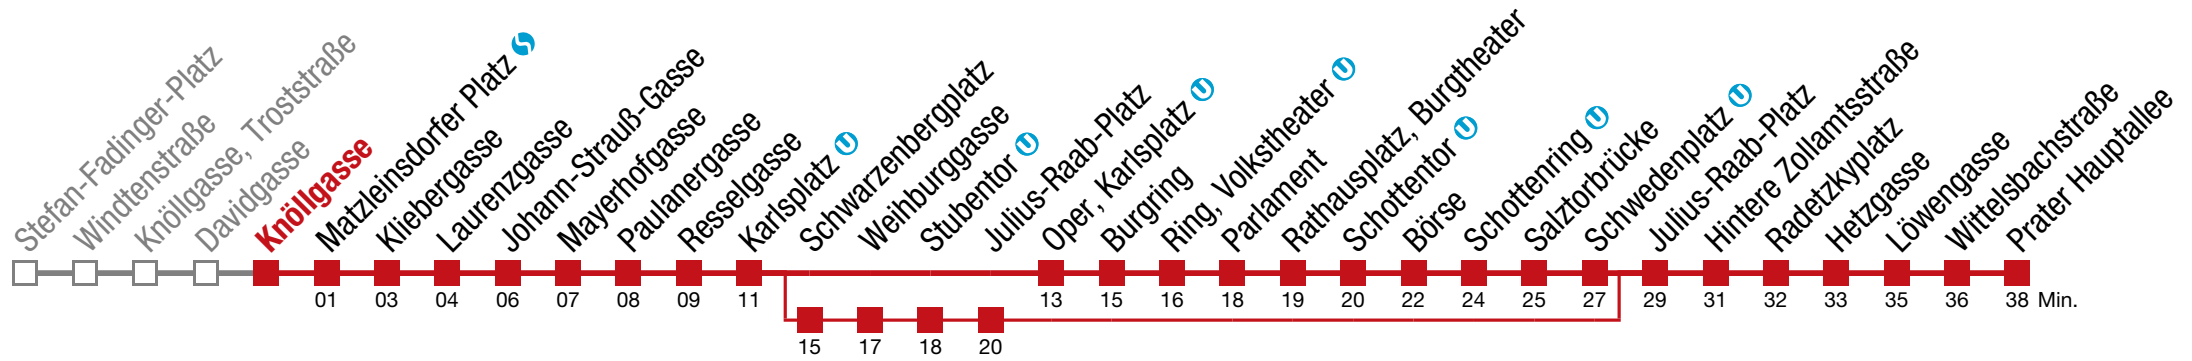 Stefan-Fadinger-Platz
Windtenstraße
Knöllgasse, Troststraße
Davidgasse
Knöllgasse
Matzleinsdorfer Platz
Kliebergasse
Laurenzgasse
Johann-Strauß-Gasse
Mayerhofgasse
Paulanergasse
Resselgasse
Karlsplatz U
Schwarzenbergplatz
Weihburggasse
Stubentor U
Julius-Raab-Platz
Oper, Karlsplatz U
Burgring
Ring, Volkstheater U
Parlament
Rathausplatz, Burgtheater
Schottentor U
Börse
Schottenring U
Salztorbrücke
Schwedenplatz U
Julius-Raab-Platz
Hintere Zollamtsstraße
Radetzkyplatz
Hetzgasse
Löwengasse
Wittelsbachstraße
Prater Hauptallee
01 03 04 06 07 08 09 11 13 15 16 18 19 20 22 24 25 27 29 31 32 33 35 36 38 Min.
15 17 18 20